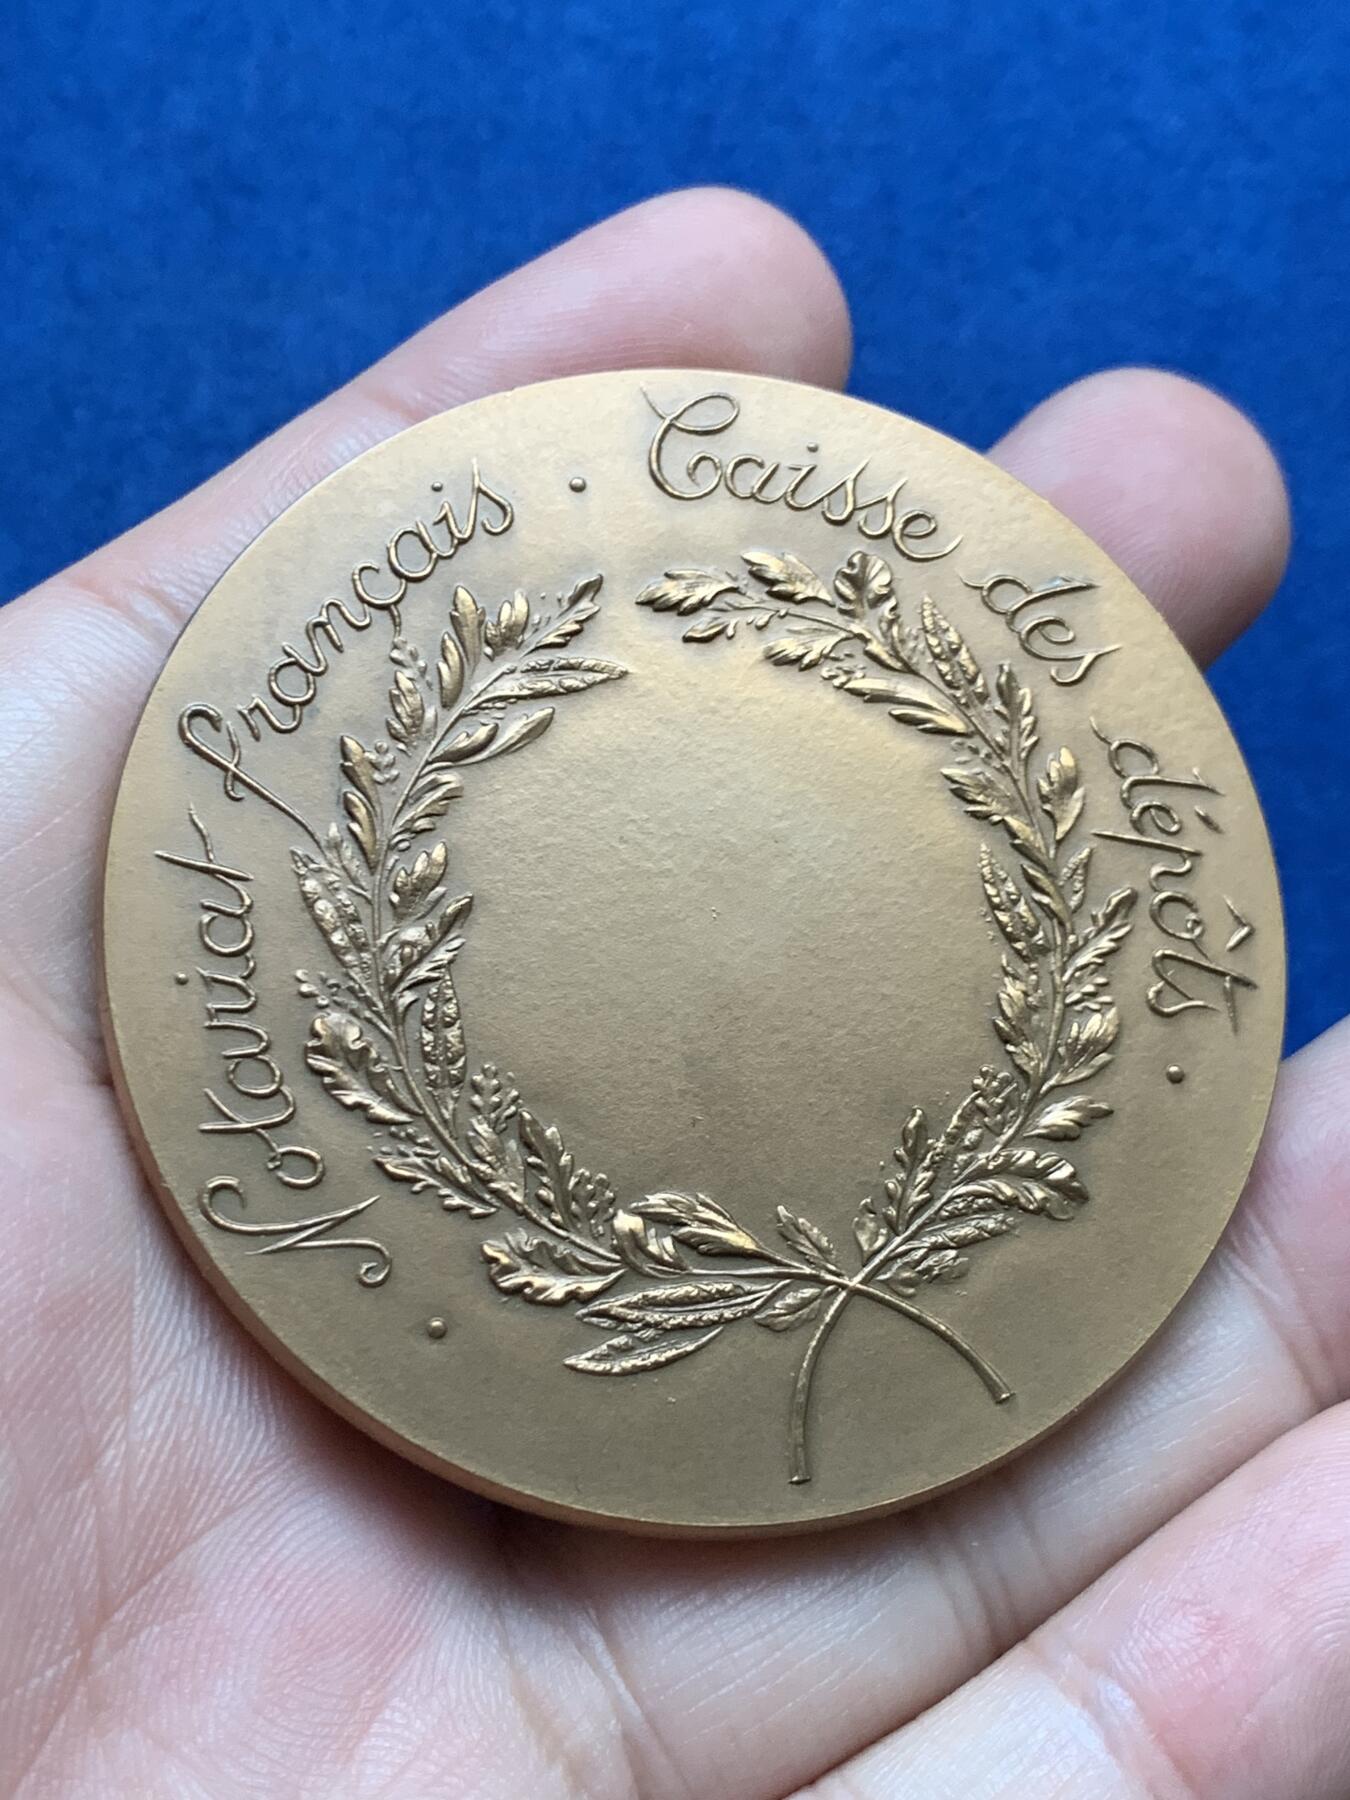 Notariat français · Caisse des dépôts ·